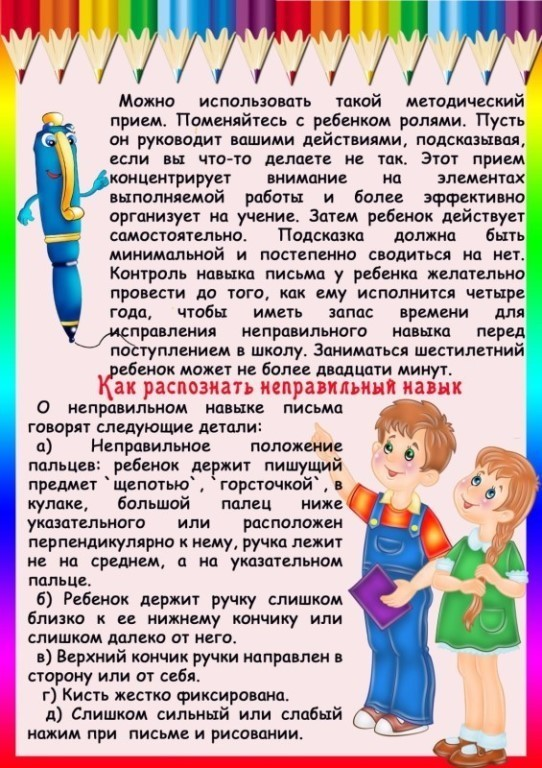 Можно использовать такой методический
прием. Поменяйтесь с ребенком ролями. Пусть
он руководит вашими действиями, подсказывая,
если вы что-то делаете не так. Этот прием
концентрирует внимание на элементах
выполняемой работы и более эффективно
организует на учение. Затем ребенок действует
самостоятельно. Подсказка должна быть
минимальной и постепенно сводиться на нет.
Контроль навыка письма у ребенка желательно
провести до того, как ему исполнится четыре
года, чтобы иметь запас времени для
исправления неправильного навыка перед
поступлением в школу. Заниматься шестилетний
ребенок может не более двадцати минут.
Как распознать неправильный навык
О неправильном навыке письма
говорят следующие детали:
а) Неправильное положение
пальцев: ребенок держит пишущий
предмет `щепотью`, `горсточкой`, в
кулаке, большой палец ниже
указательного или расположен
перпендикулярно к нему, ручка лежит
не на среднем, а на указательном
пальце.
б) Ребенок держит ручку слишком
близко к ее нижнему кончику или
слишком далеко от него.
в) Верхний кончик ручки направлен в
сторону или от себя.
г) Кисть жестко фиксирована.
д) Слишком сильный или слабый
нажим при письме и рисовании.